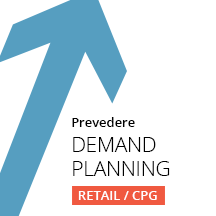 Prevedere
DEMAND
PLANNING
RETAIL / CPG